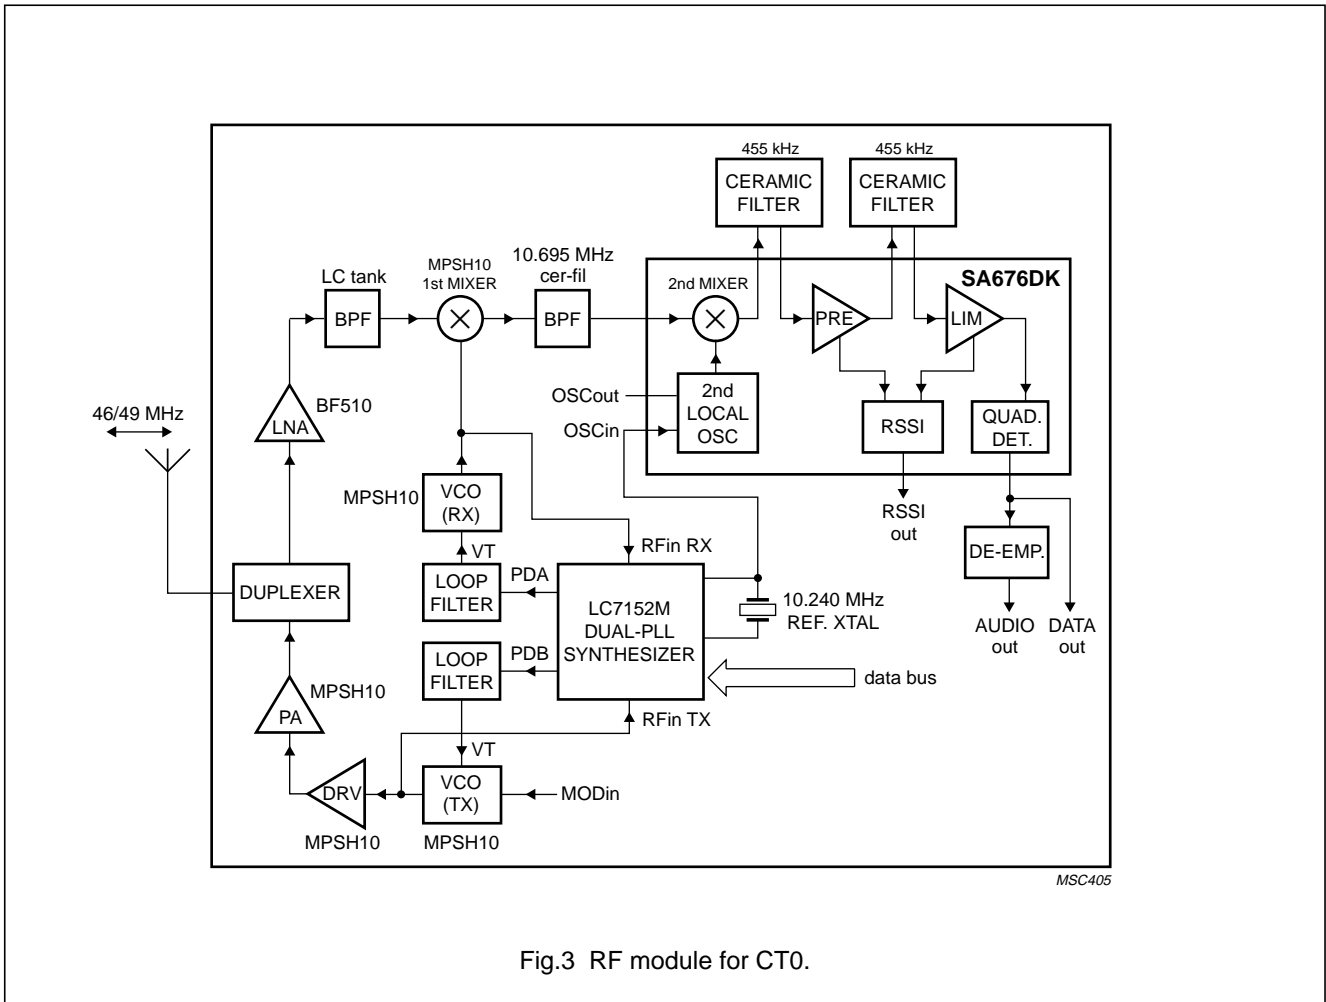 455 kHz
CERAMIC
FILTER
455 kHz
CERAMIC
FILTER
LC tank
BPF
MPSH10
1st MIXER
10.695 MHz
cer-fil
BPF
SA676DK
2nd MIXER
PRE
LIM
OSCout
OSCin
2nd
LOCAL
OSC
RSSI
QUAD.
DET.
46/49 MHz
BF510
LNA
MPSH10
VCO
(RX)
VT
RSSI
out
DE-EMP.
AUDIO
out
DATA
out
RFin RX
DUPLEXER
LOOP
FILTER
PDA
LC7152M
DUAL-PLL
SYNTHESIZER
10.240 MHz
REF. XTAL
LOOP
FILTER
PDB
data bus
MPSH10
PA
RFin TX
VT
DRV
MPSH10
VCO
(TX)
MPSH10
MODin
MSC405
Fig.3 RF module for CT0.